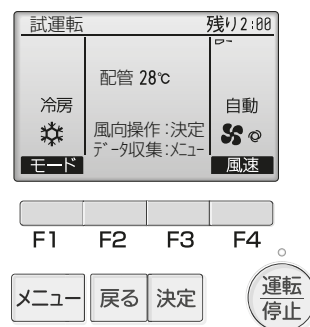 試運転 残り2:00
配管 28℃
冷房 自動
風向操作:決定
データ収集:メニュー
モード 風速
F1 F2 F3 F4
メニュー 戻る 決定 運転
停止